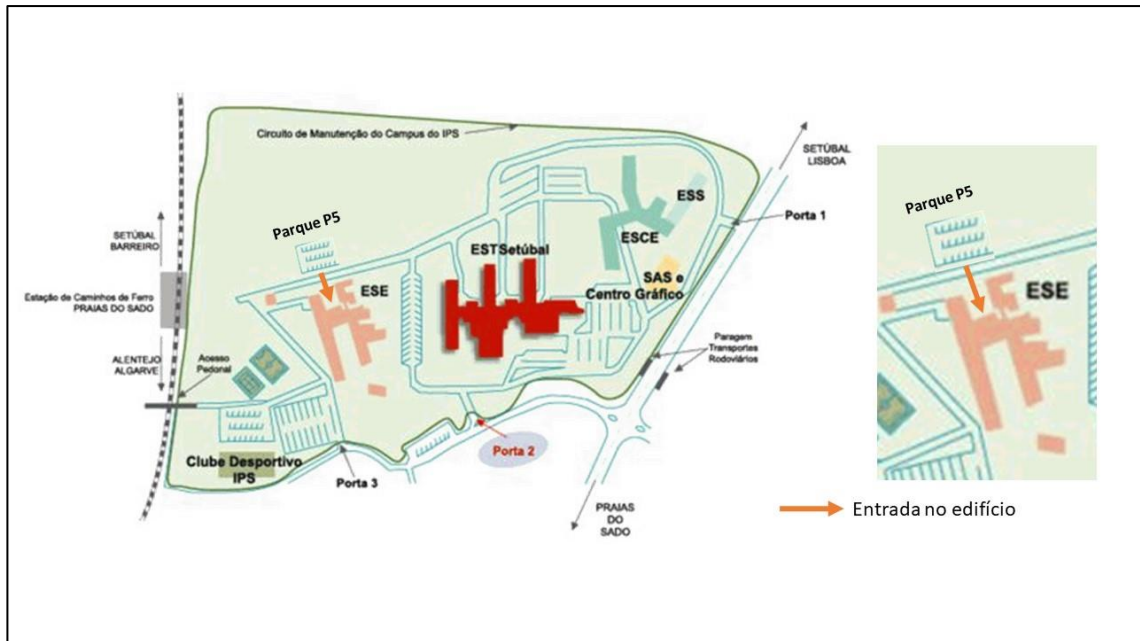 Circuito de Manutenção do Campus do IPS
SETÚBAL
LISBOA
Porta 1
ESS
ESCE
SAS e
Centro Gráfico
ESTSetúbal
Parque P5
ESE
SETÚBAL
BARREIRO
Estação de Caminhos de Ferro
PRAIAS DO SADO
ALENTEJO
ALGARVE
Acesso
Pedonal
Paragem
Transportes
Rodoviários
Clube Desportivo
IPS
Porta 3
Porta 2
PRAIAS
DO
SADO
Parque P5
ESE
Entrada no edifício